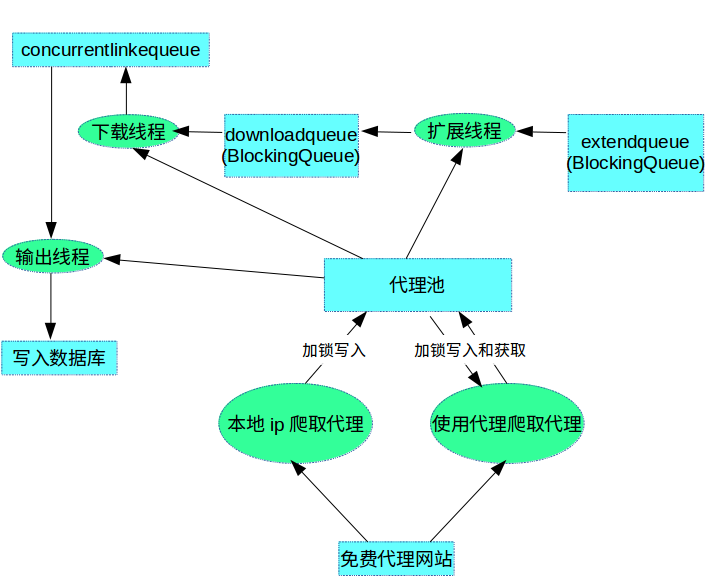 concurrentlinkequeue
下载线程
downloadqueue
(BlockingQueue)
扩展线程
extendqueue
(BlockingQueue)
输出线程
代理池
写入数据库
加锁写入
加锁写入和获取
本地 ip 爬取代理
使用代理爬取代理
免费代理网站